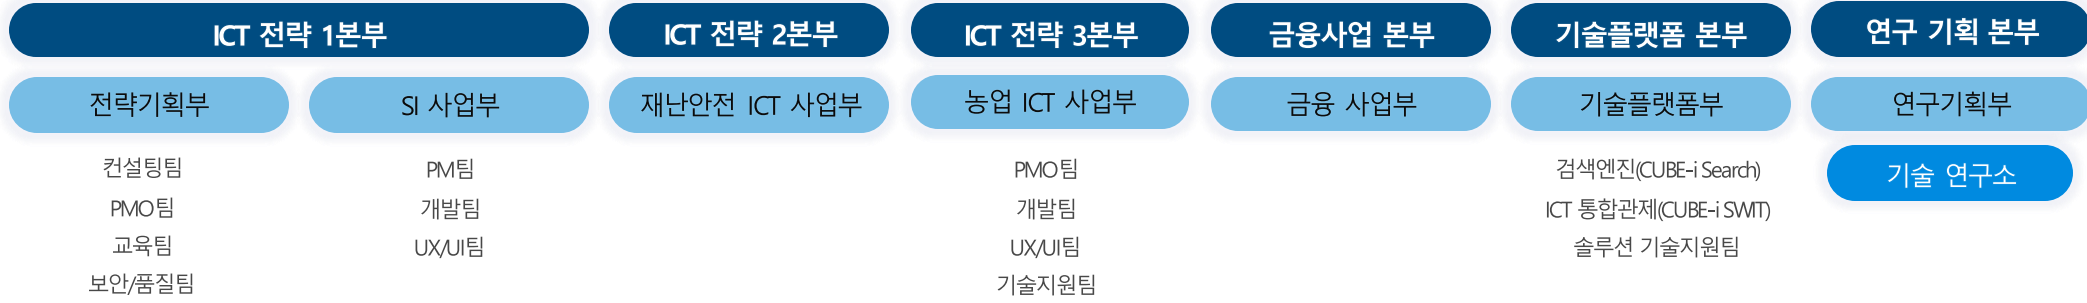 ICT 전략 1본부
ICT 전략 2본부
ICT 전략 3본부
금융사업 본부
기술플랫폼 본부
연구 기획 본부
전략기획부
SI 사업부
재난안전 ICT 사업부
농업 ICT 사업부
금융 사업부
기술플랫폼부
연구기획부
컨설팅팀
PM팀
PMO팀
검색엔진(CUBE-i Search)
기술 연구소
PMO팀
개발팀
개발팀
ICT 통합관제(CUBE-i SWIT)
교육팀
UX/UI팀
UX/UI팀
솔루션 기술지원팀
보안/품질팀
기술지원팀